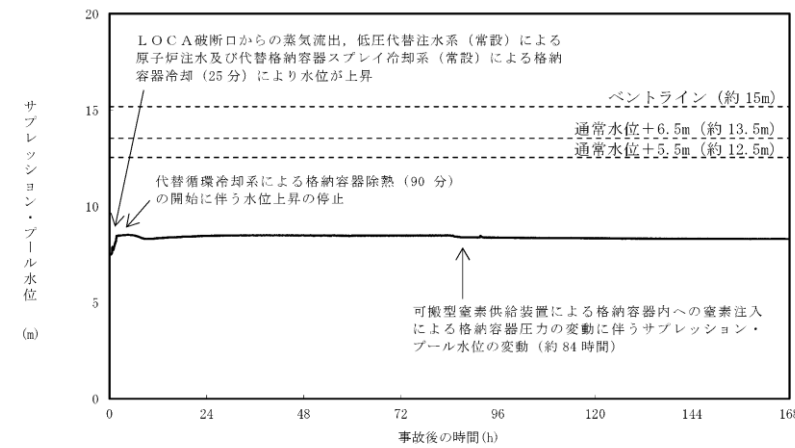 20
ＬＯＣＡ破断口からの蒸気流出，低圧代替注水系（常設）による
原子炉注水及び代替格納容器スプレイ冷却系（常設）による格納
容器冷却（25 分）により水位が上昇
ベントライン（約 15m）
15
通常水位＋6.5m（約 13.5m）
通常水位＋5.5m（約 12.5m）
代替循環冷却系による格納容器除熱（90 分）
の開始に伴う水位上昇の停止
サプレッション・プール水位
(m)
10
5
可搬型窒素供給装置による格納容器内への窒素注入
による格納容器圧力の変動に伴うサプレッション・
プール水位の変動（約 84 時間）
0
0 24 48 72 96 120 144 168
事故後の時間(h)